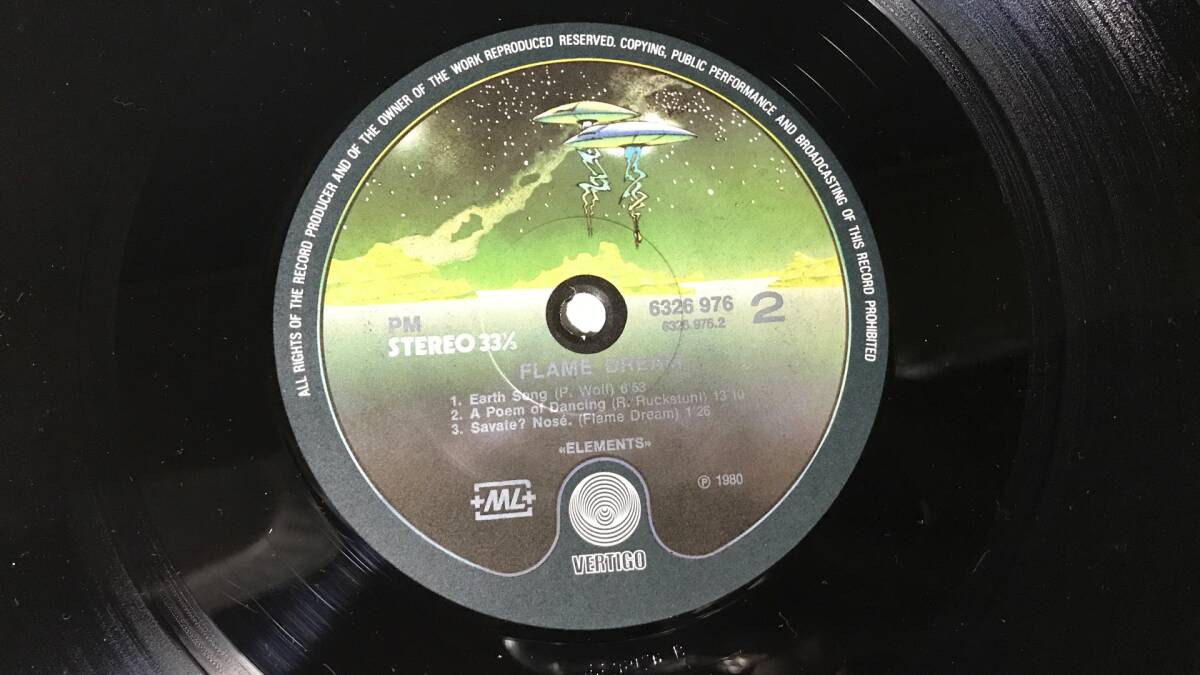 ALL RIGHTS OF THE RECORD PRODUCER AND OF THE OWNER OF THE WORK REPRODUCED RESERVED. COPYING, PUBLIC PERFORMANCE AND BROADCASTING OF THIS RECORD PROHIBITED
PM
STEREO 33⅓
6326 976
6326 976.2
2
FLAME DREAM
1. Earth Song (P. Wolf) 6'53
2. A Poem of Dancing (R. Ruckstuhl) 13'10
3. Savate? Nosé. (Flame Dream) 1'26
«ELEMENTS»
+ML+
℗ 1980
VERTIGO